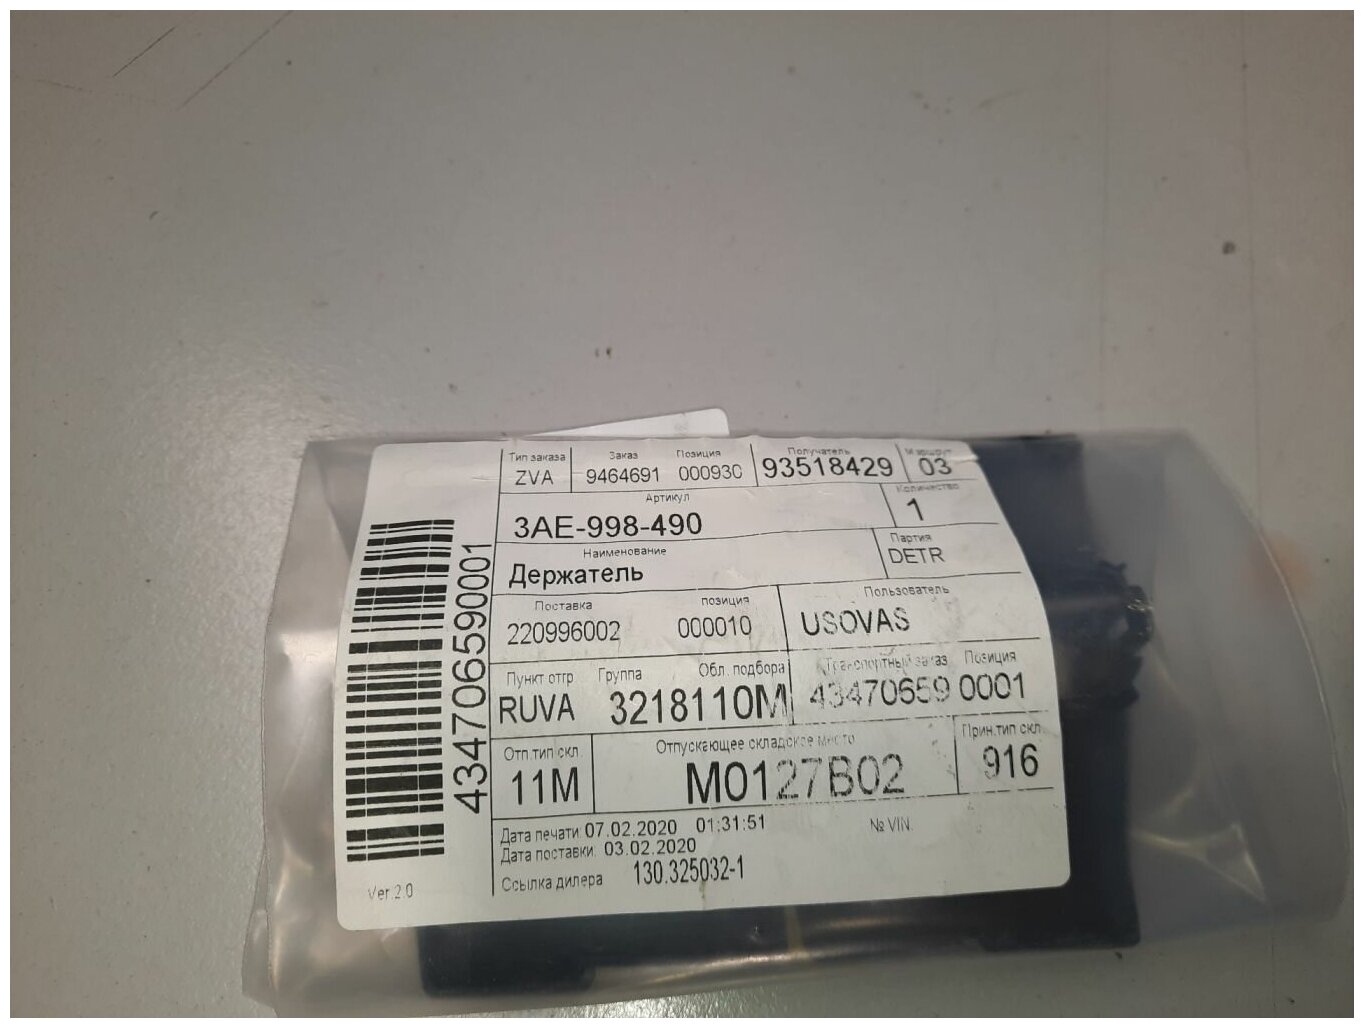 Тип заказа Заказ Позиция Получатель Маршрут
ZVA 9464691 000930 93518429 03
Артикул Количество
3AE-998-490 1
Наименование Партия
Держатель DETR
Поставка позиция Пользователь
220996002 000010 USOVAS
Пункт отгр Группа Обл. подбора Транспортный заказ Позиция
RUVA 3218110M 43470659 0001
Отп.тип скл. Отпускающее складское место Прин.тип скл.
11M M0127B02 916
Дата печати: 07.02.2020 01:31:51 № VIN.
Дата поставки: 03.02.2020
Ссылка дилера 130.325032-1
434706590001
Ver.2.0